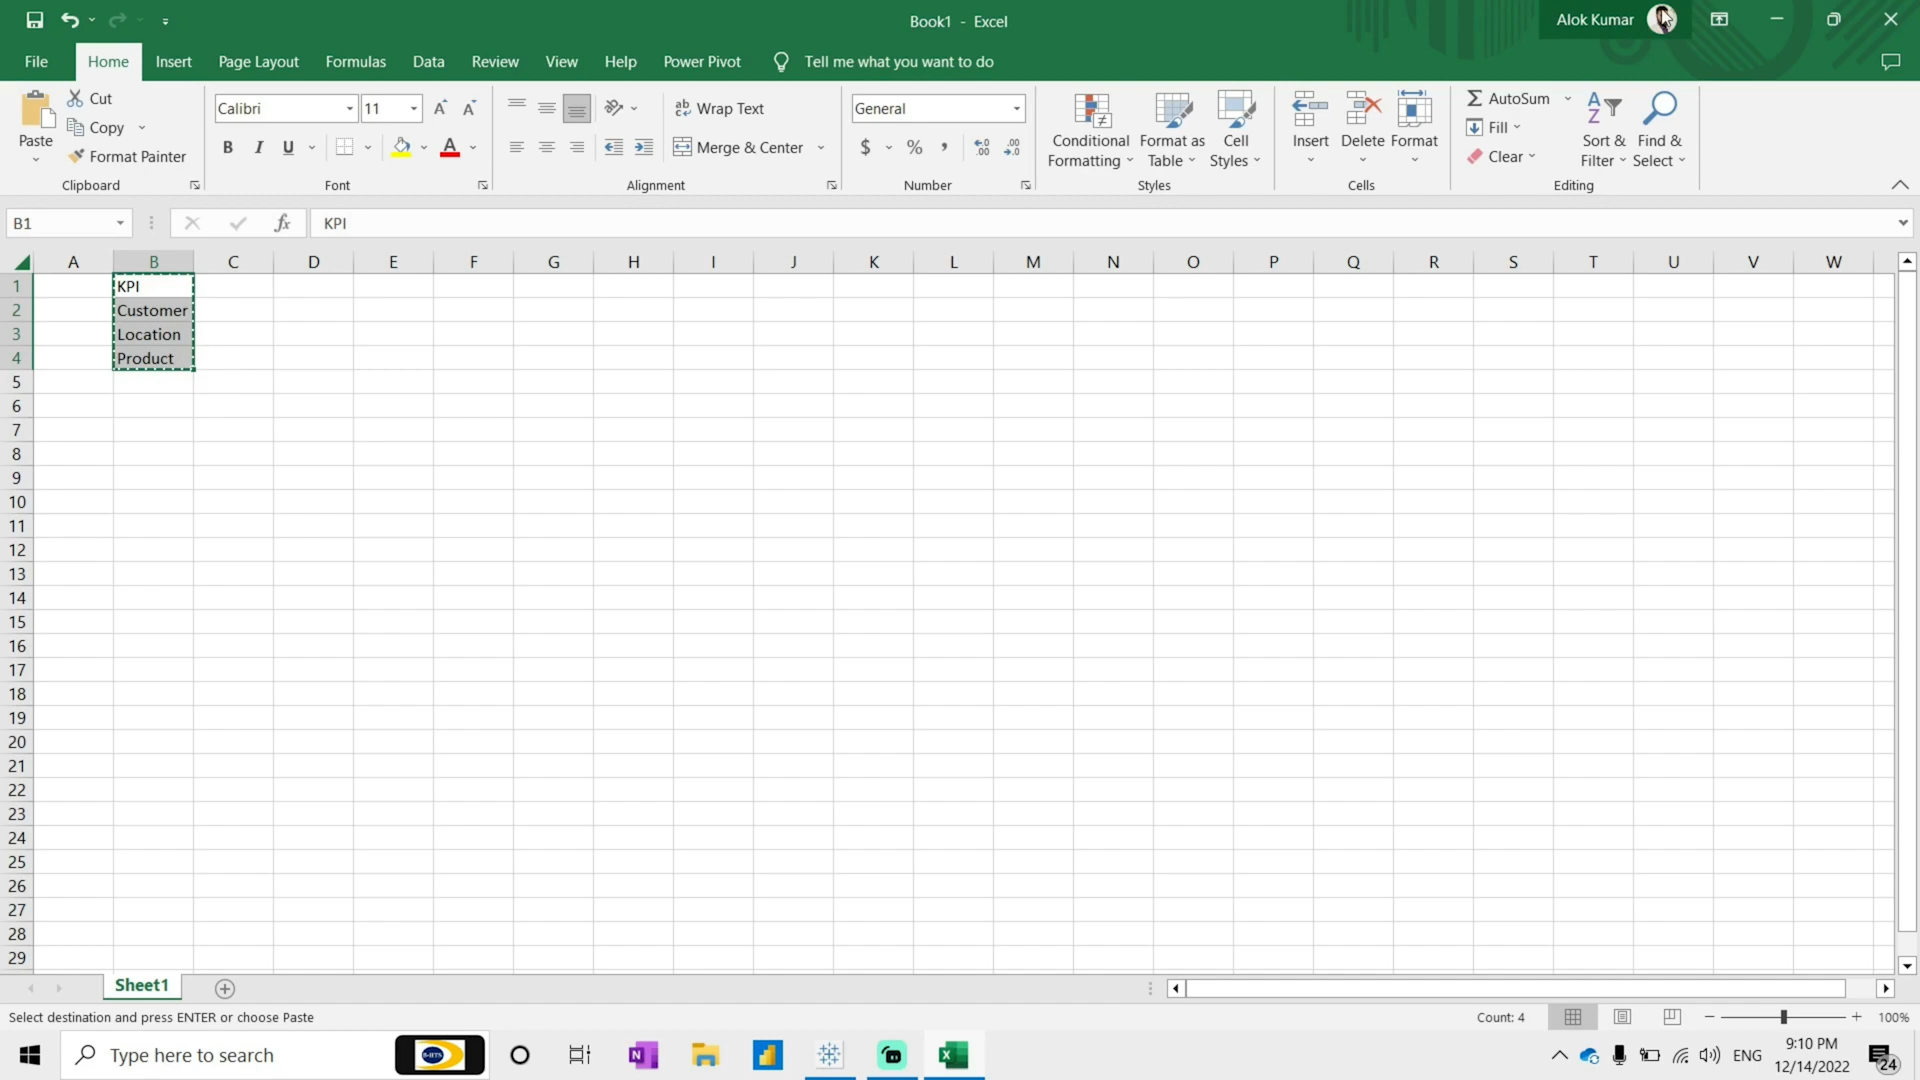 Book1 - Excel
Alok Kumar
File Home Insert Page Layout Formulas Data Review View Help Power Pivot Tell me what you want to do
Paste
Cut
Copy
Format Painter
Clipboard
Calibri 11
B I U A
Font
ab Wrap Text
Merge & Center
Alignment
General
$ % ,
Number
Conditional Formatting
Format as Table
Cell Styles
Styles
Insert Delete Format
Cells
AutoSum
Fill
Clear
Sort & Filter
Find & Select
Editing
B1 fx KPI
A B C D E F G H I J K L M N O P Q R S T U V W
1 KPI
2 Customer
3 Location
4 Product
5
6
7
8
9
10
11
12
13
14
15
16
17
18
19
20
21
22
23
24
25
26
27
28
29
Sheet1
Select destination and press ENTER or choose Paste
Count: 4
100%
Type here to search
B-HTS
ENG
9:10 PM
12/14/2022
24